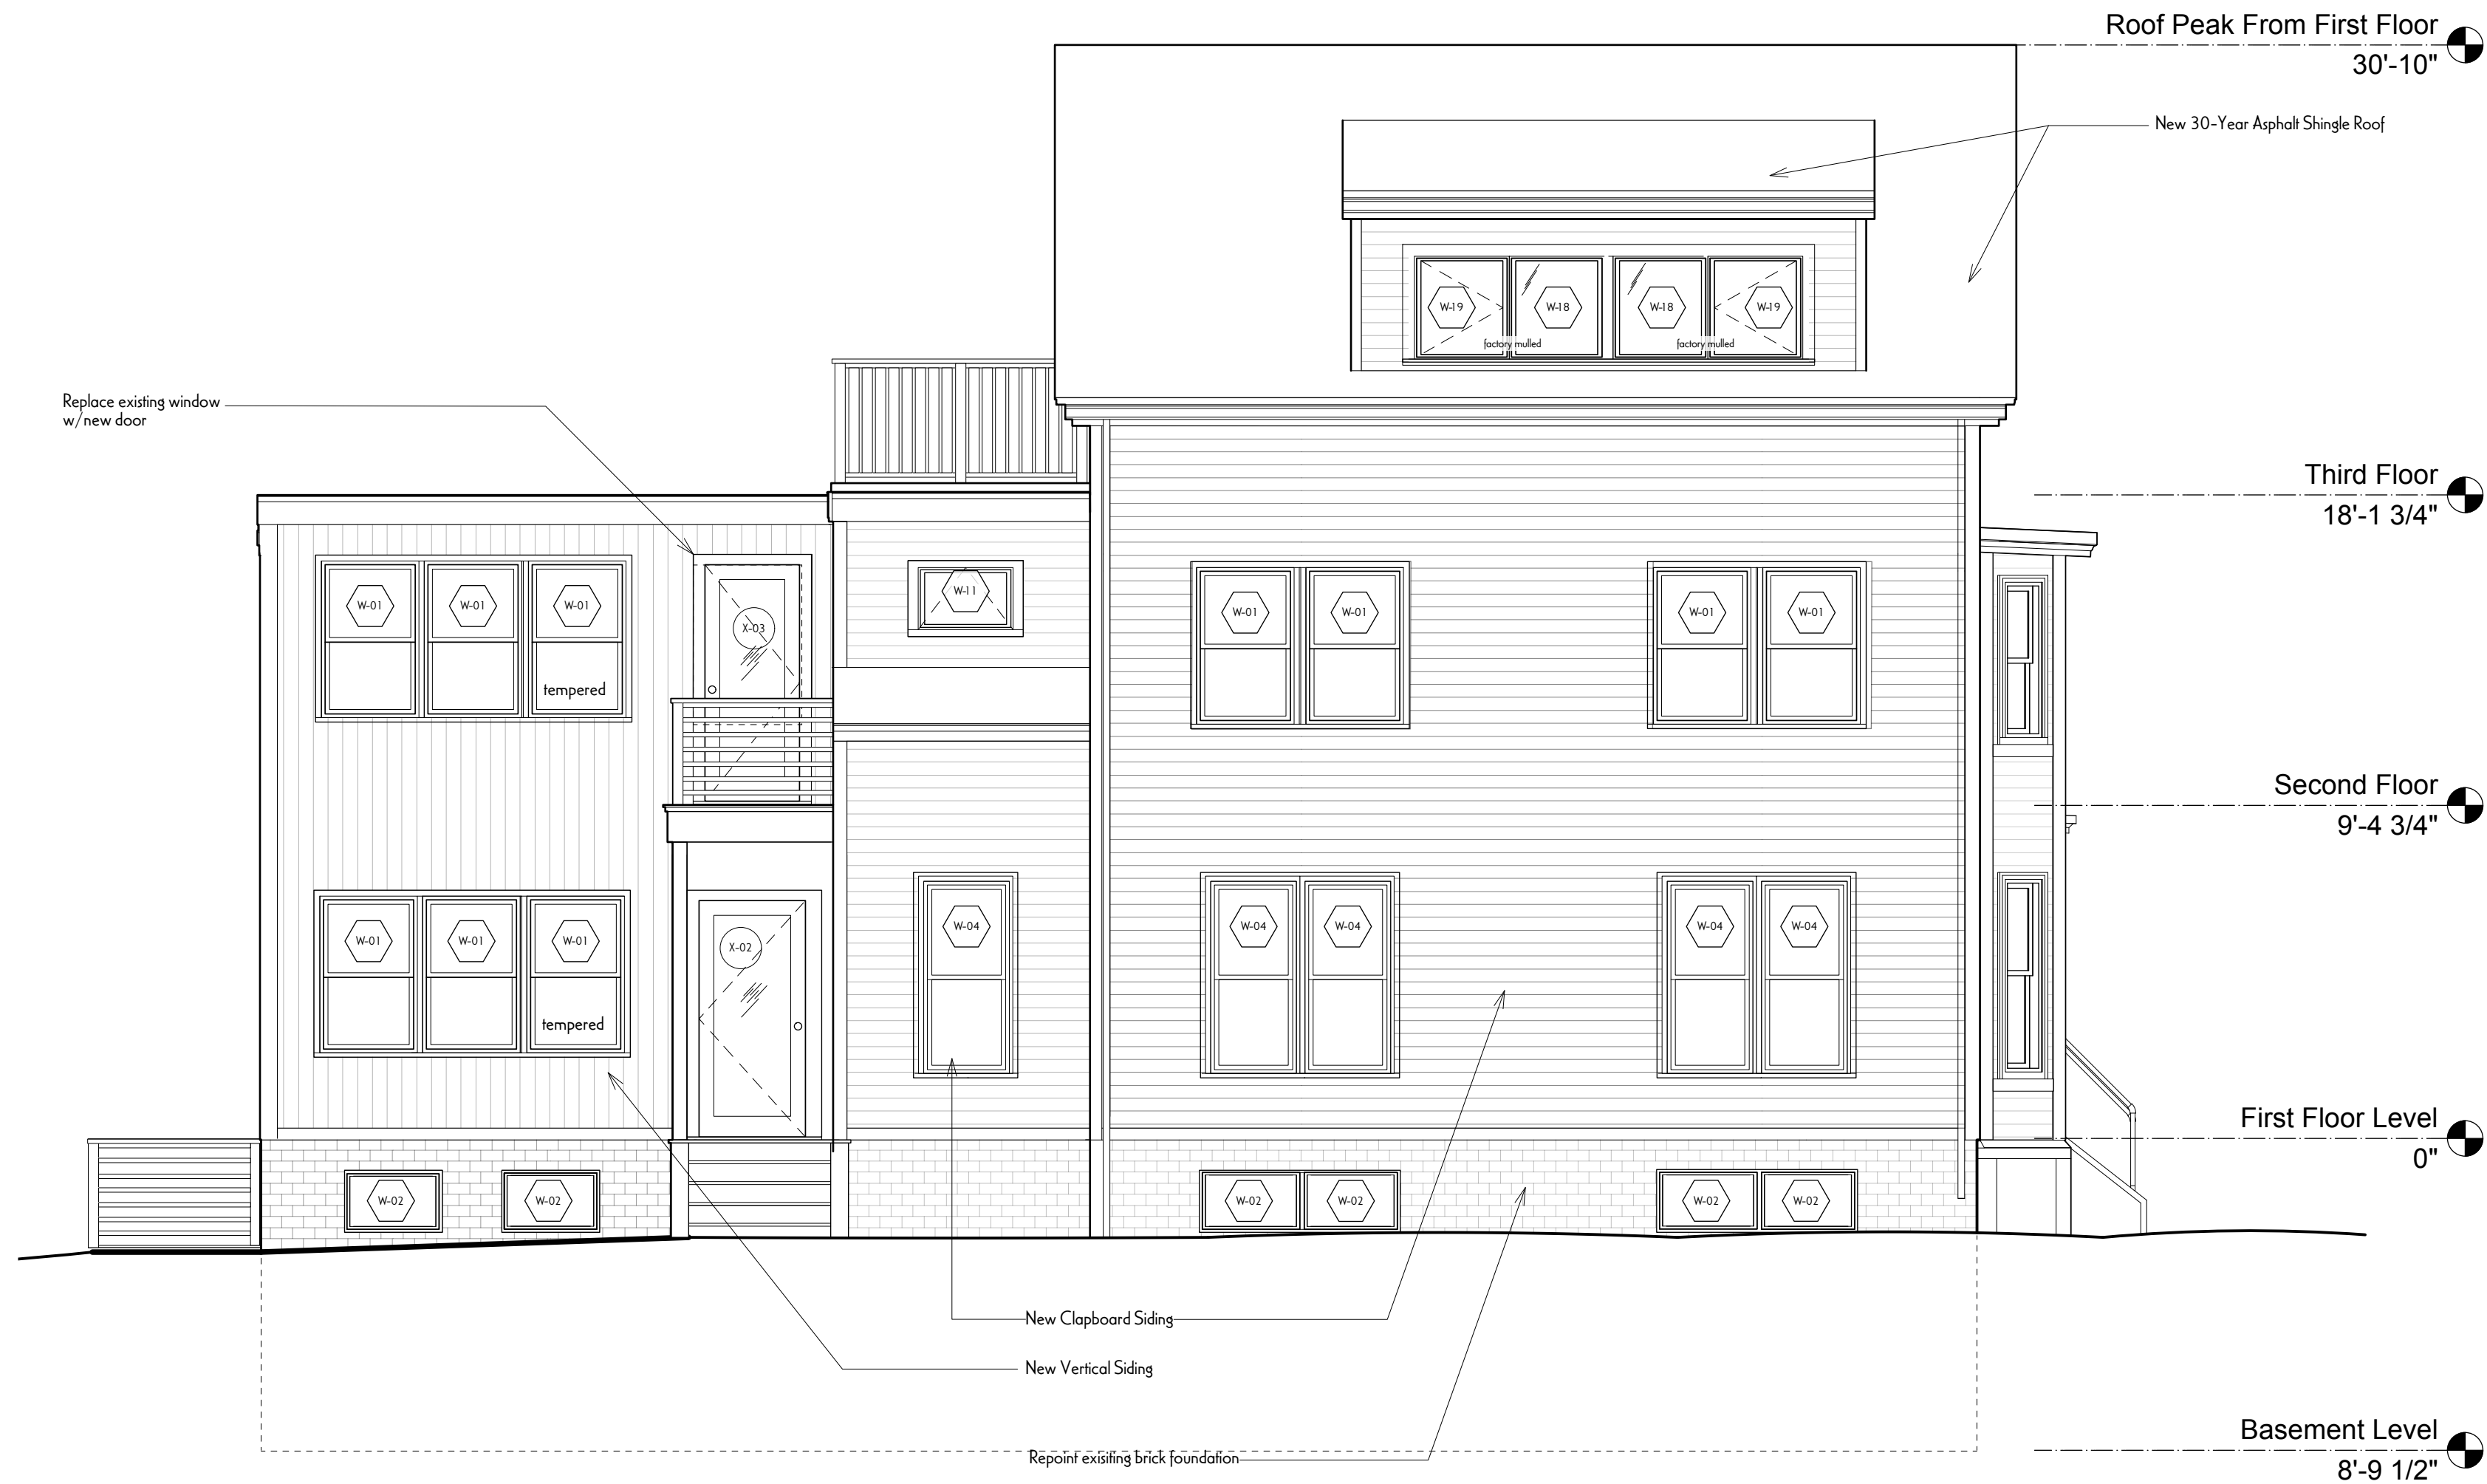 Roof Peak From First Floor
30'-10"
New 30-Year Asphalt Shingle Roof
W-19
W-18
W-18
W-19
factory mulled
factory mulled
Replace existing window
w/new door
Third Floor
18'-1 3/4"
W-01
W-01
W-01
X-03
W-11
W-01
W-01
W-01
W-01
tempered
Second Floor
9'-4 3/4"
W-01
W-01
W-01
X-02
W-04
W-04
W-04
W-04
W-04
tempered
First Floor Level
0"
W-02
W-02
W-02
W-02
W-02
W-02
New Clapboard Siding
New Vertical Siding
Repoint exisiting brick foundation
Basement Level
8'-9 1/2"